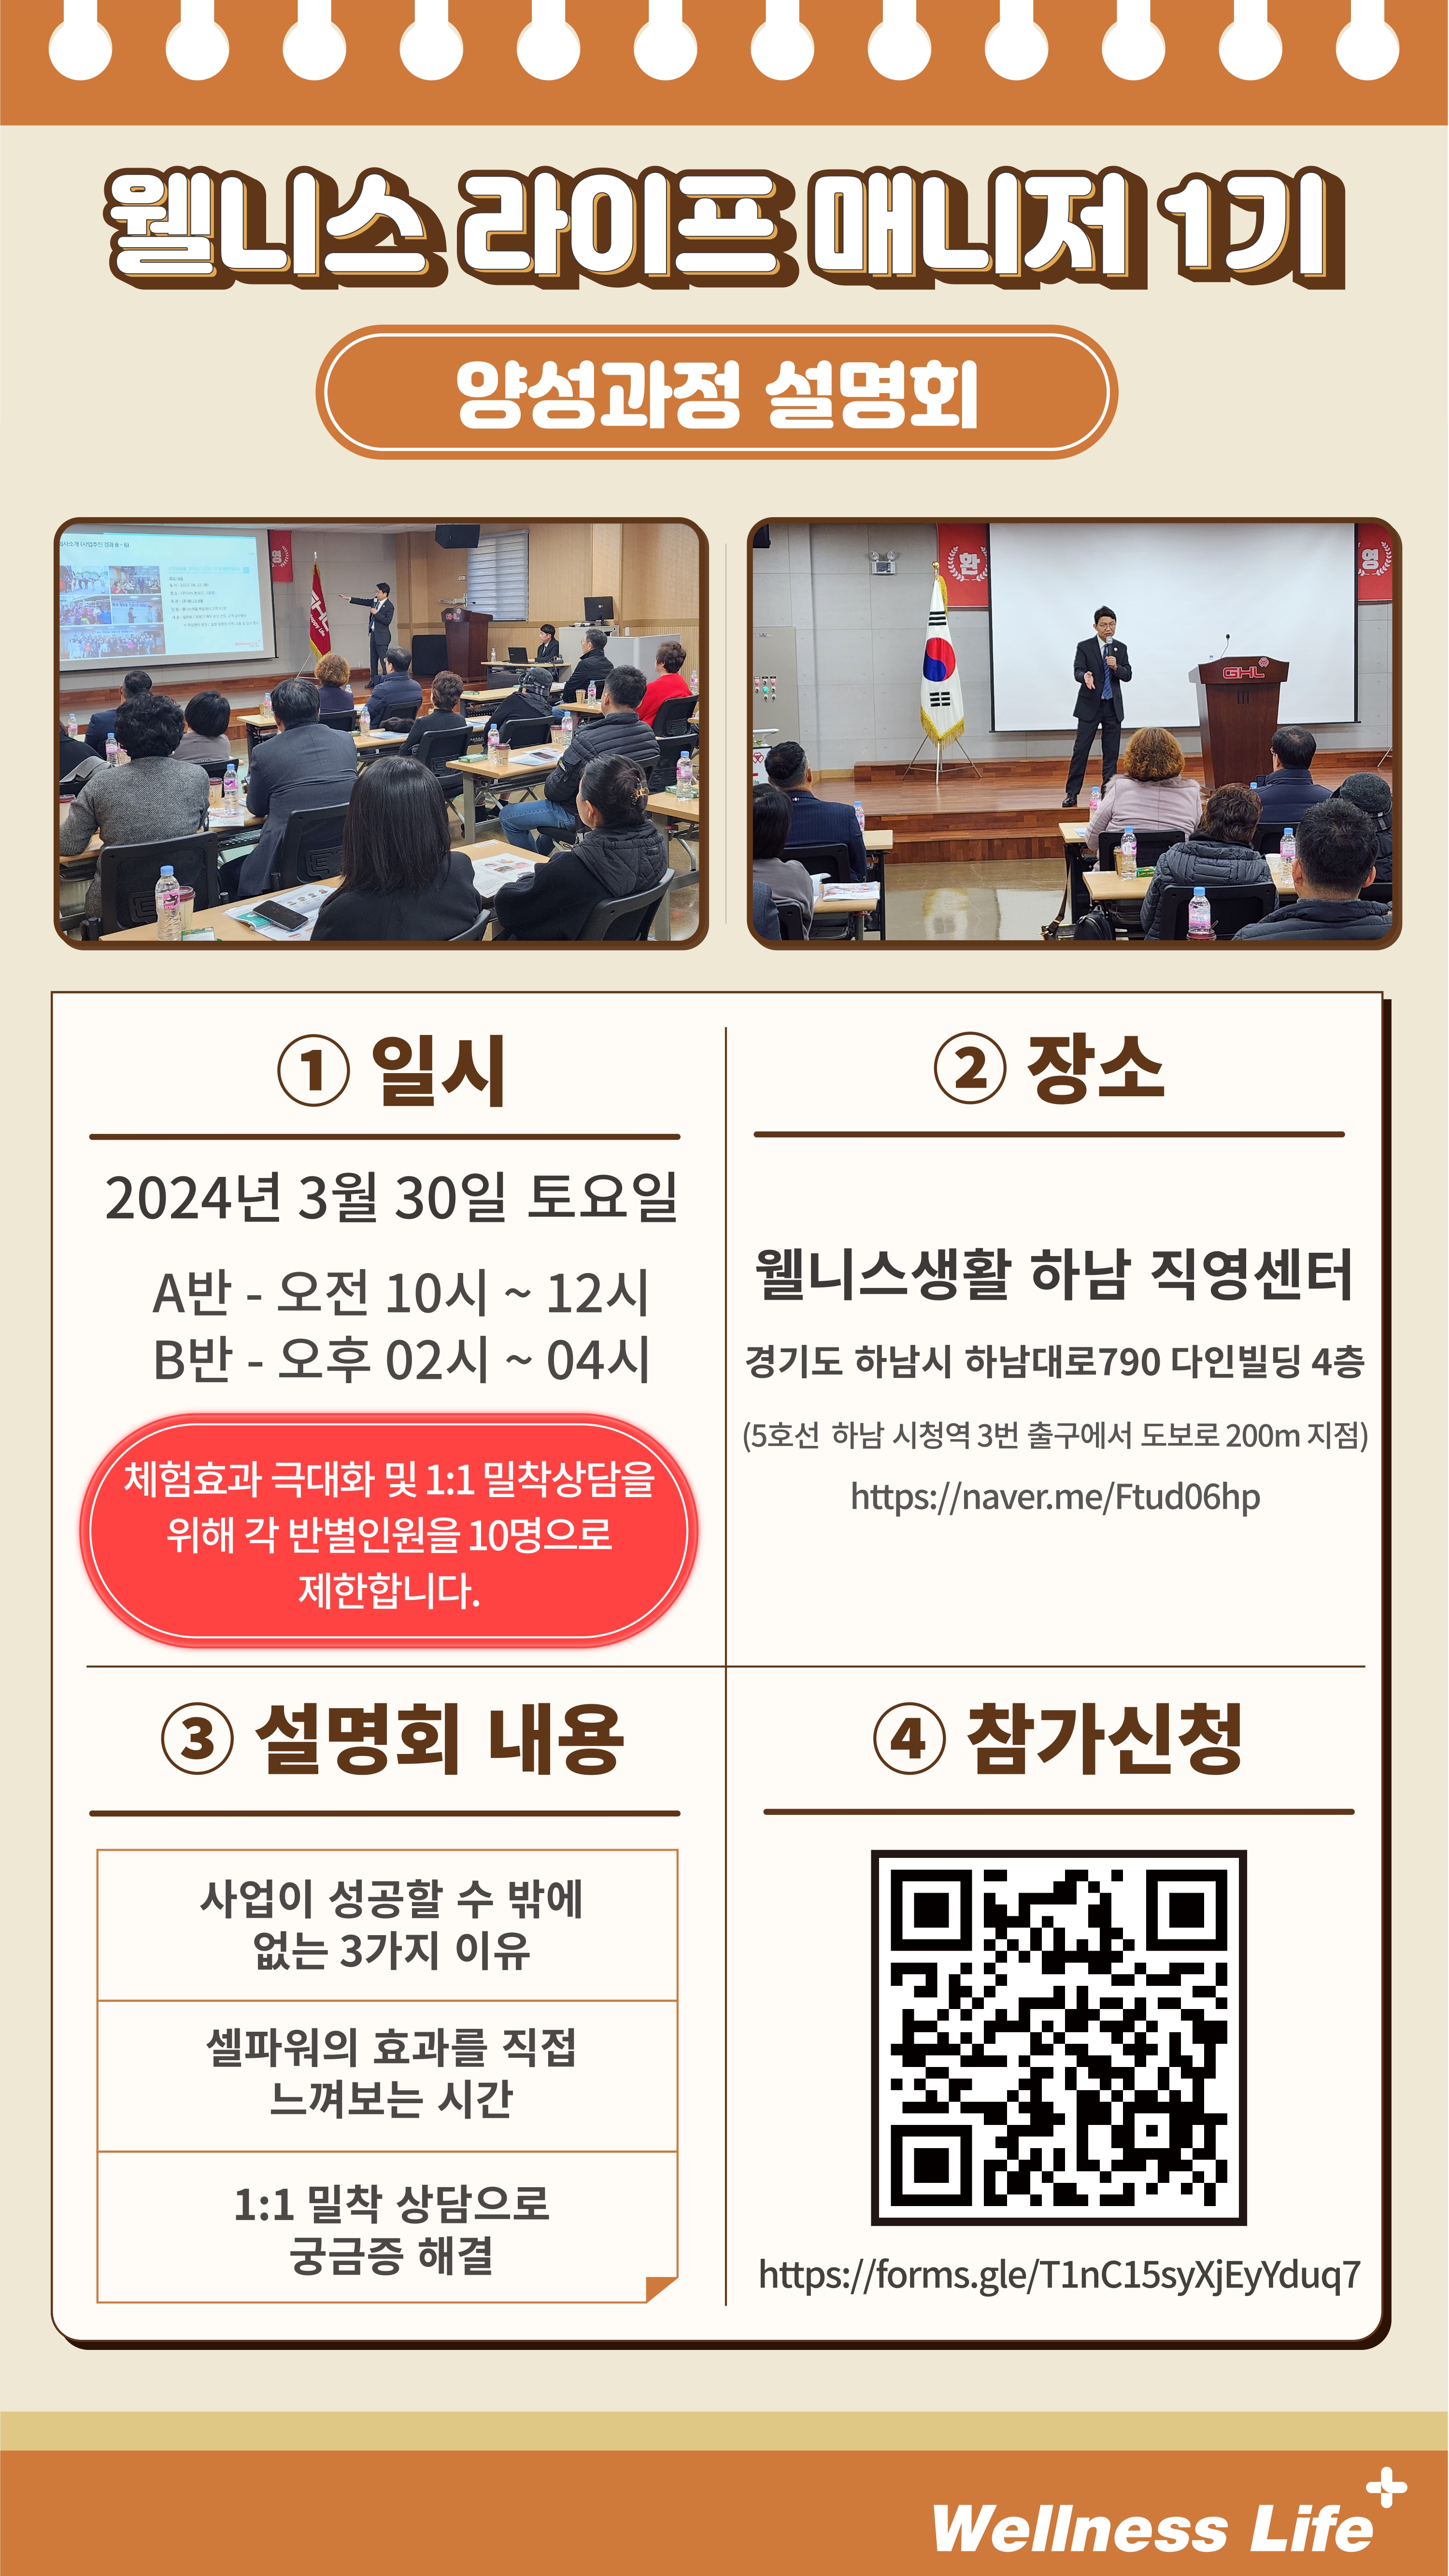 웰니스 라이프 매니저 1기
양성과정 설명회
영
환
영
GHL
① 일시
2024년 3월 30일 토요일
A반 - 오전 10시 ~ 12시
B반 - 오후 02시 ~ 04시
체험효과 극대화 및 1:1 밀착상담을
위해 각 반별인원을 10명으로
제한합니다.
② 장소
웰니스생활 하남 직영센터
경기도 하남시 하남대로790 다인빌딩 4층
(5호선 하남 시청역 3번 출구에서 도보로 200m 지점)
https://naver.me/Ftud06hp
③ 설명회 내용
사업이 성공할 수 밖에
없는 3가지 이유
셀파워의 효과를 직접
느껴보는 시간
1:1 밀착 상담으로
궁금증 해결
④ 참가신청
https://forms.gle/T1nC15syXjEyYduq7
Wellness Life